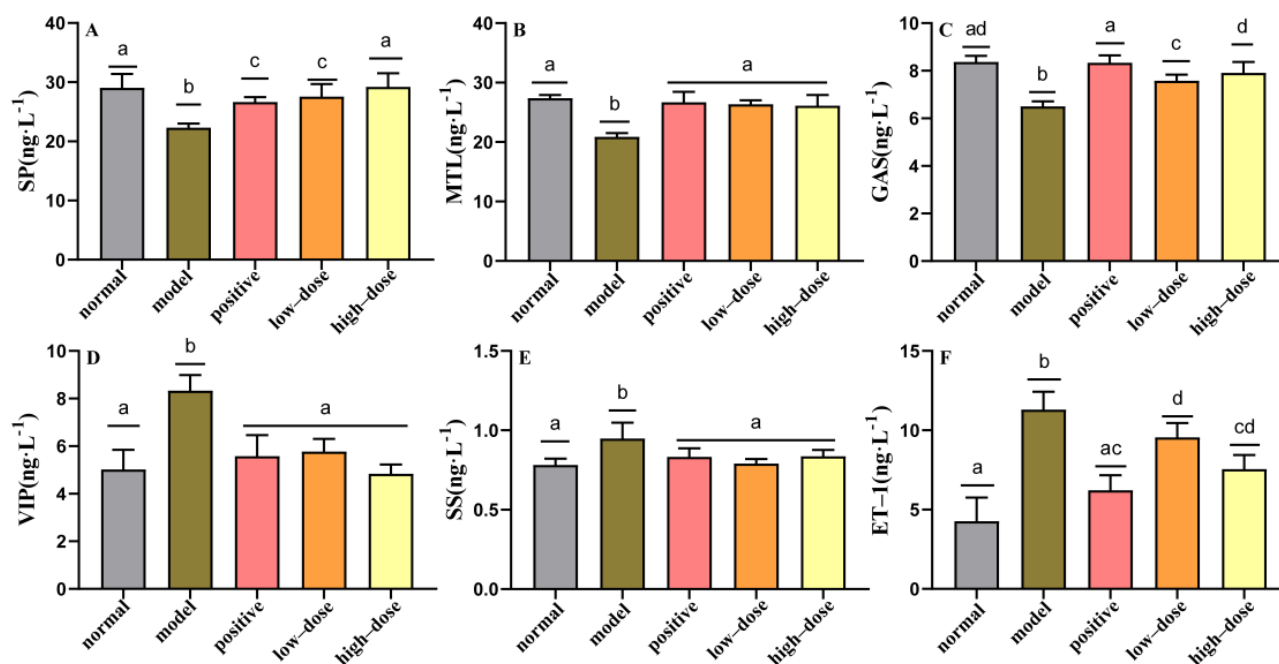 A
SP(ng·L⁻¹)
40
30
20
10
0
a
b
c
c
a
normal
model
positive
low–dose
high–dose
B
MTL(ng·L⁻¹)
40
30
20
10
0
a
b
a
normal
model
positive
low–dose
high–dose
C
GAS(ng·L⁻¹)
10
8
6
4
2
0
ad
b
a
c
d
normal
model
positive
low–dose
high–dose
D
VIP(ng·L⁻¹)
10
8
6
4
2
0
a
b
a
normal
model
positive
low–dose
high–dose
E
SS(ng·L⁻¹)
1.5
1.0
0.5
0.0
a
b
a
normal
model
positive
low–dose
high–dose
F
ET–1(ng·L⁻¹)
15
10
5
0
a
b
ac
d
cd
normal
model
positive
low–dose
high–dose